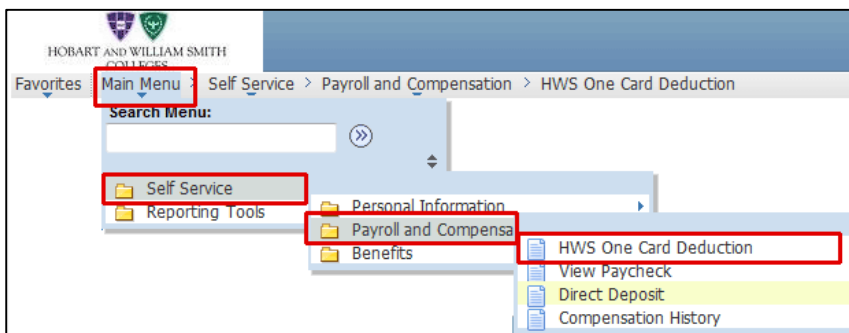 HOBART AND WILLIAM SMITH
COLLEGES
Favorites Main Menu > Self Service > Payroll and Compensation > HWS One Card Deduction
Search Menu:
Self Service
Reporting Tools
Personal Information
Payroll and Compensa
Benefits
HWS One Card Deduction
View Paycheck
Direct Deposit
Compensation History